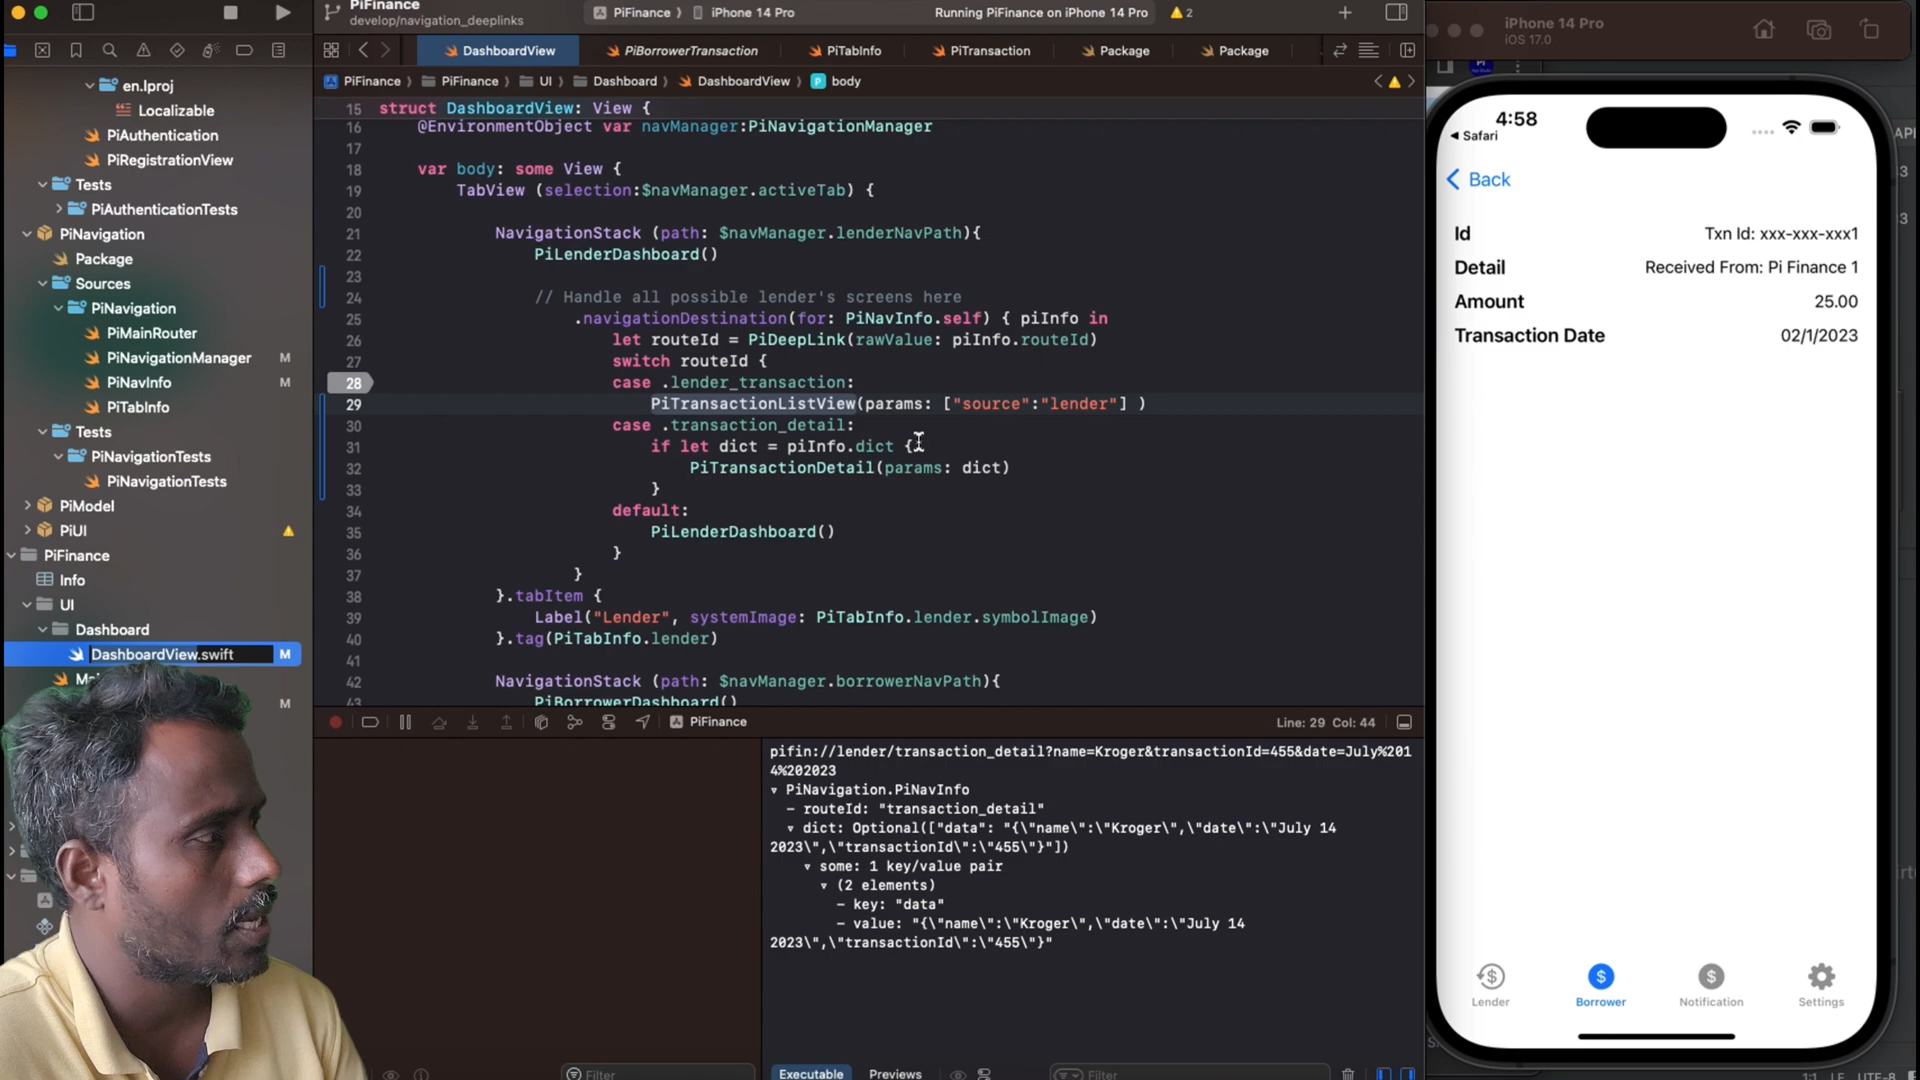 PiFinance
develop/navigation_deeplinks
PiFinance
iPhone 14 Pro
Running PiFinance on iPhone 14 Pro
2
iPhone 14 Pro
iOS 17.0
DashboardView
PiBorrowerTransaction
PiTabInfo
PiTransaction
Package
Package
PiFinance
PiFinance
UI
Dashboard
DashboardView
body
en.lproj
Localizable
PiAuthentication
PiRegistrationView
Tests
PiAuthenticationTests
PiNavigation
Package
Sources
PiNavigation
PiMainRouter
PiNavigationManager M
PiNavInfo M
PiTabInfo
Tests
PiNavigationTests
PiNavigationTests
PiModel
PiUI
PiFinance
Info
UI
Dashboard
DashboardView.swift M
M
15 struct DashboardView: View {
16 @EnvironmentObject var navManager:PiNavigationManager
17
18 var body: some View {
19 TabView (selection:$navManager.activeTab) {
20
21 NavigationStack (path: $navManager.lenderNavPath){
22 PiLenderDashboard()
23
24 // Handle all possible lender's screens here
25 .navigationDestination(for: PiNavInfo.self) { piInfo in
26 let routeId = PiDeepLink(rawValue: piInfo.routeId)
27 switch routeId {
28 case .lender_transaction:
29 PiTransactionListView(params: ["source":"lender"] )
30 case .transaction_detail:
31 if let dict = piInfo.dict {
32 PiTransactionDetail(params: dict)
33 }
34 default:
35 PiLenderDashboard()
36 }
37 }
38 }.tabItem {
39 Label("Lender", systemImage: PiTabInfo.lender.symbolImage)
40 }.tag(PiTabInfo.lender)
41
42 NavigationStack (path: $navManager.borrowerNavPath){
43 PiBorrowerDashboard()
PiFinance
Line: 29 Col: 44
pifin://lender/transaction_detail?name=Kroger&transactionId=455&date=July%201
4%202023
▿ PiNavigation.PiNavInfo
- routeId: "transaction_detail"
▿ dict: Optional(["data": "{\"name\":\"Kroger\",\"date\":\"July 14
2023\",\"transactionId\":\"455\"}"])
▿ some: 1 key/value pair
▿ (2 elements)
- key: "data"
- value: "{\"name\":\"Kroger\",\"date\":\"July 14
2023\",\"transactionId\":\"455\"}"
Filter
Executable
Previews
Filter
4:58
Safari
Back
Id Txn Id: xxx-xxx-xxx1
Detail Received From: Pi Finance 1
Amount 25.00
Transaction Date 02/1/2023
Lender
Borrower
Notification
Settings